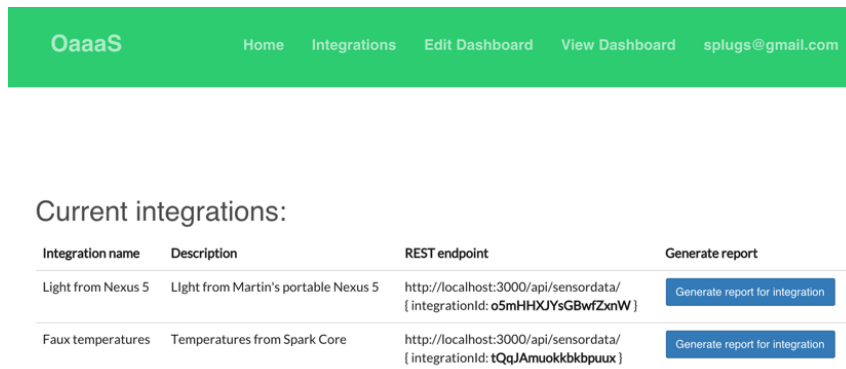 OaaaS Home Integrations Edit Dashboard View Dashboard splugs@gmail.com
Current integrations:
Integration name Description REST endpoint Generate report
Light from Nexus 5 LIght from Martin's portable Nexus 5 http://localhost:3000/api/sensordata/ Generate report for integration
{ integrationId: o5mHHXJYsGBwfZxnW }
Faux temperatures Temperatures from Spark Core http://localhost:3000/api/sensordata/ Generate report for integration
{ integrationId: tQqJAmuokkbkbpuux }